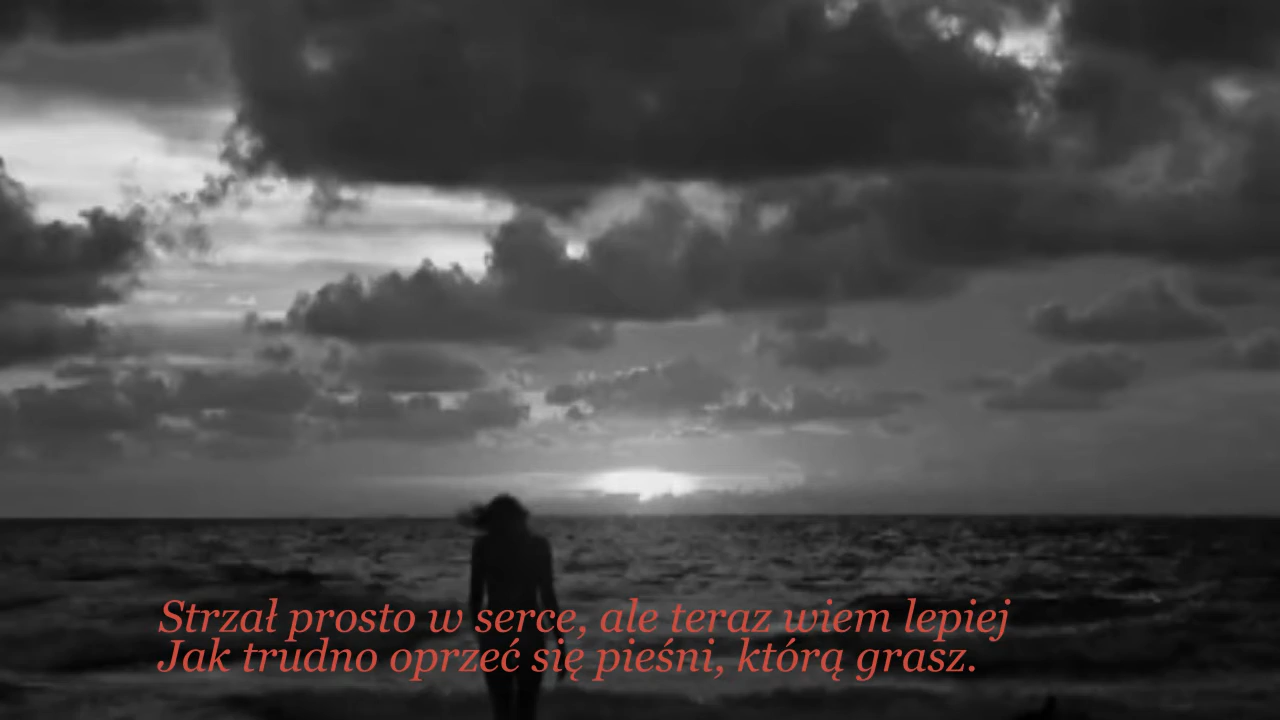 Strzał prosto w serce, ale teraz wiem lepiej
Jak trudno oprzeć się pieśni, którą grasz.